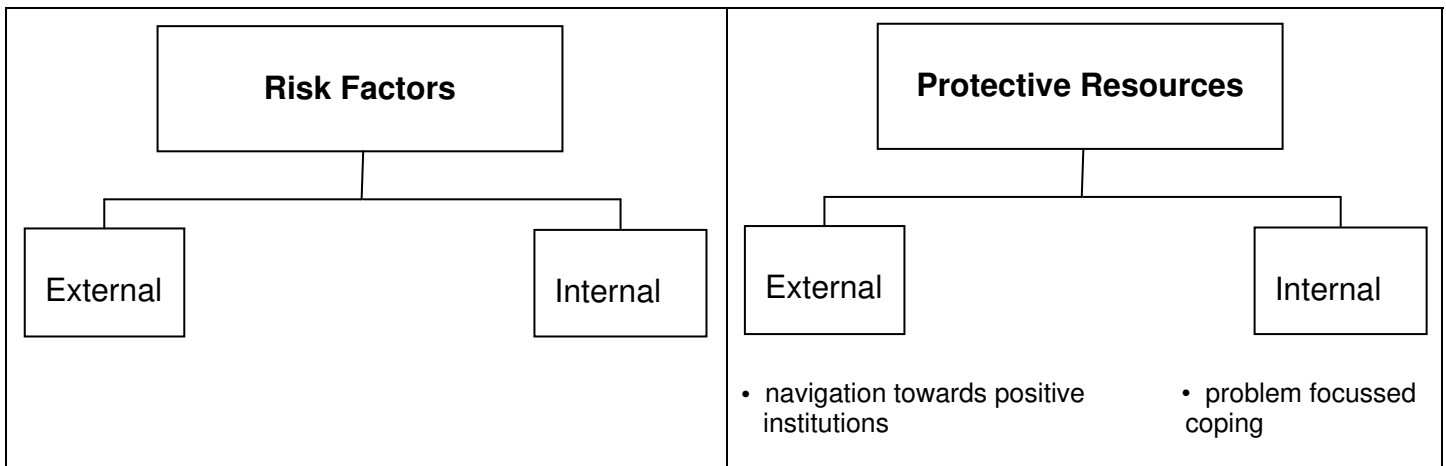 Risk Factors
External
Internal
Protective Resources
External
Internal
• navigation towards positive
institutions
• problem focussed
coping